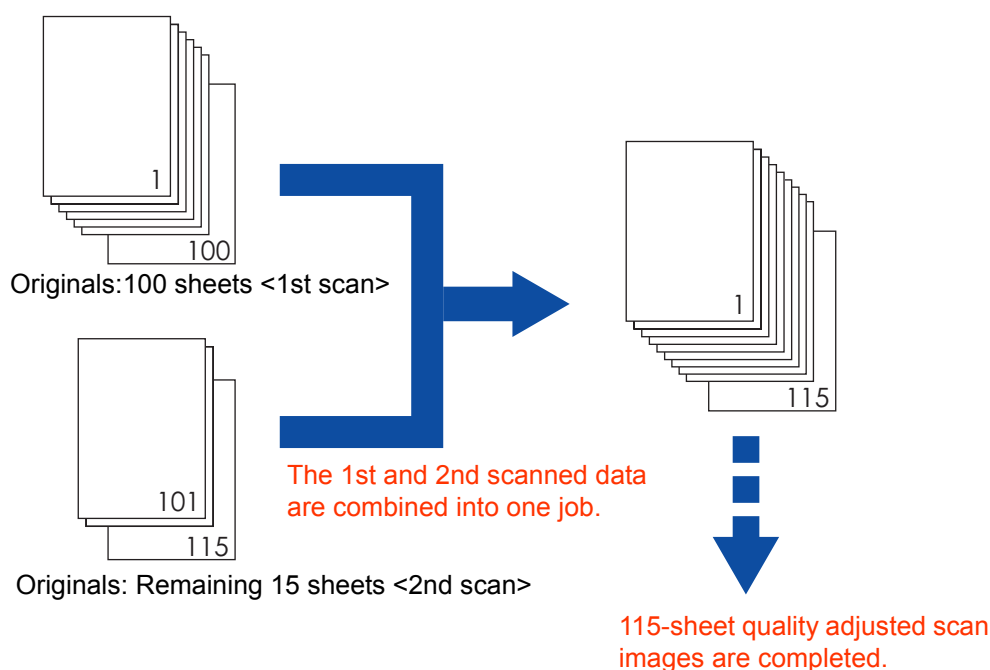 1
100
Originals:100 sheets <1st scan>
101
115
Originals: Remaining 15 sheets <2nd scan>
The 1st and 2nd scanned data
are combined into one job.
1
115
115-sheet quality adjusted scan
images are completed.